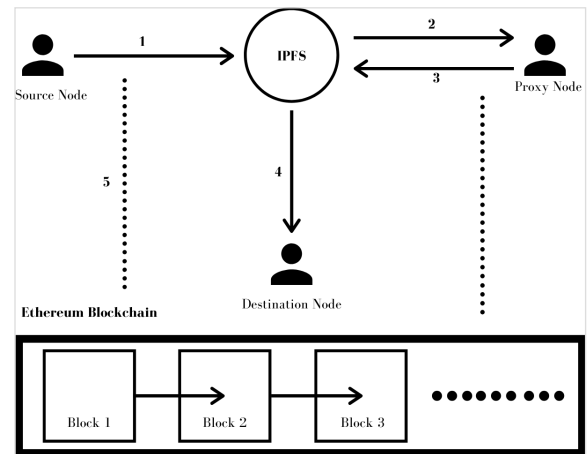 1
IPFS
2
3
Source Node
Proxy Node
4
5
Destination Node
Ethereum Blockchain
Block 1
Block 2
Block 3